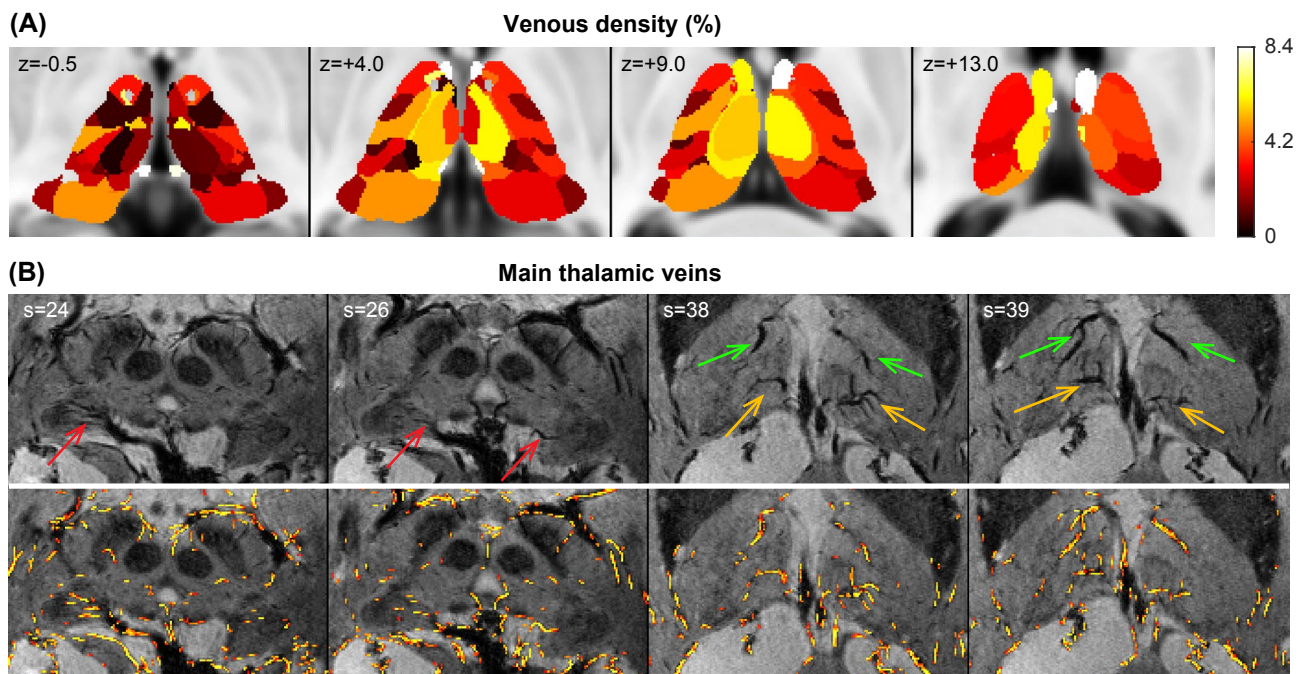 (A) Venous density (%)
z=-0.5 z=+4.0 z=+9.0 z=+13.0
8.4
4.2
0
(B) Main thalamic veins
s=24 s=26 s=38 s=39